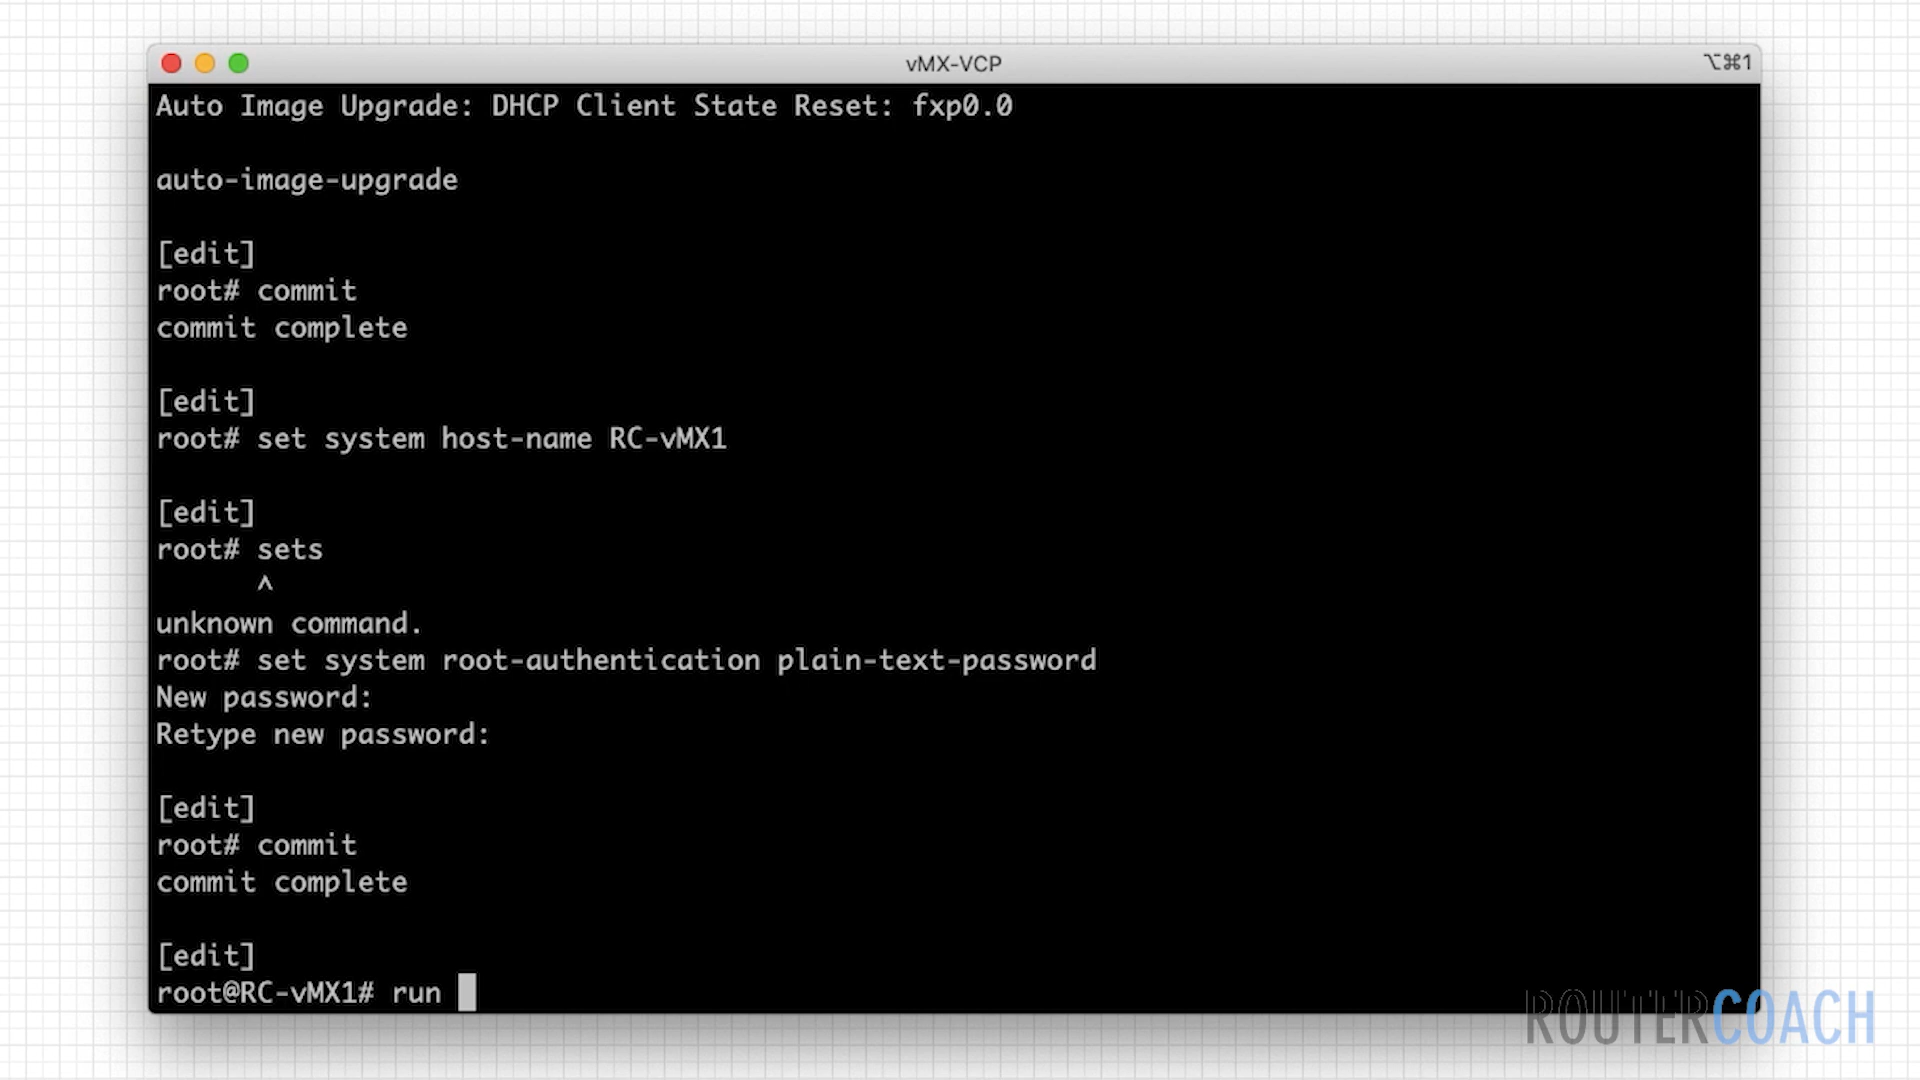 vMX-VCP
⌥⌘1
Auto Image Upgrade: DHCP Client State Reset: fxp0.0
auto-image-upgrade
[edit]
root# commit
commit complete
[edit]
root# set system host-name RC-vMX1
[edit]
root# sets
^
unknown command.
root# set system root-authentication plain-text-password
New password:
Retype new password:
[edit]
root# commit
commit complete
[edit]
root@RC-vMX1# run
ROUTERCOACH